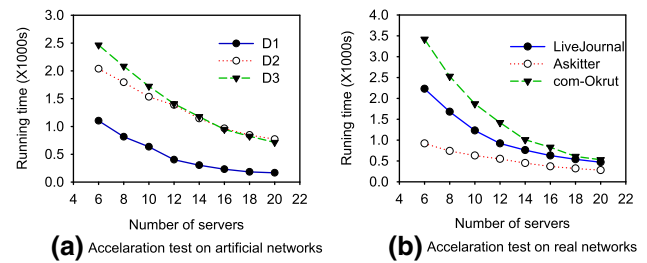 3.0
2.5
2.0
1.5
1.0
0.5
0.0
Running time (X1000s)
4 6 8 10 12 14 16 18 20 22
Number of servers
D1
D2
D3
(a) Accelaration test on artificial networks
4.0
3.5
3.0
2.5
2.0
1.5
1.0
0.5
0.0
Runing time (X1000s)
4 6 8 10 12 14 16 18 20 22
Number of servers
LiveJournal
Askitter
com-Okrut
(b) Accelaration test on real networks